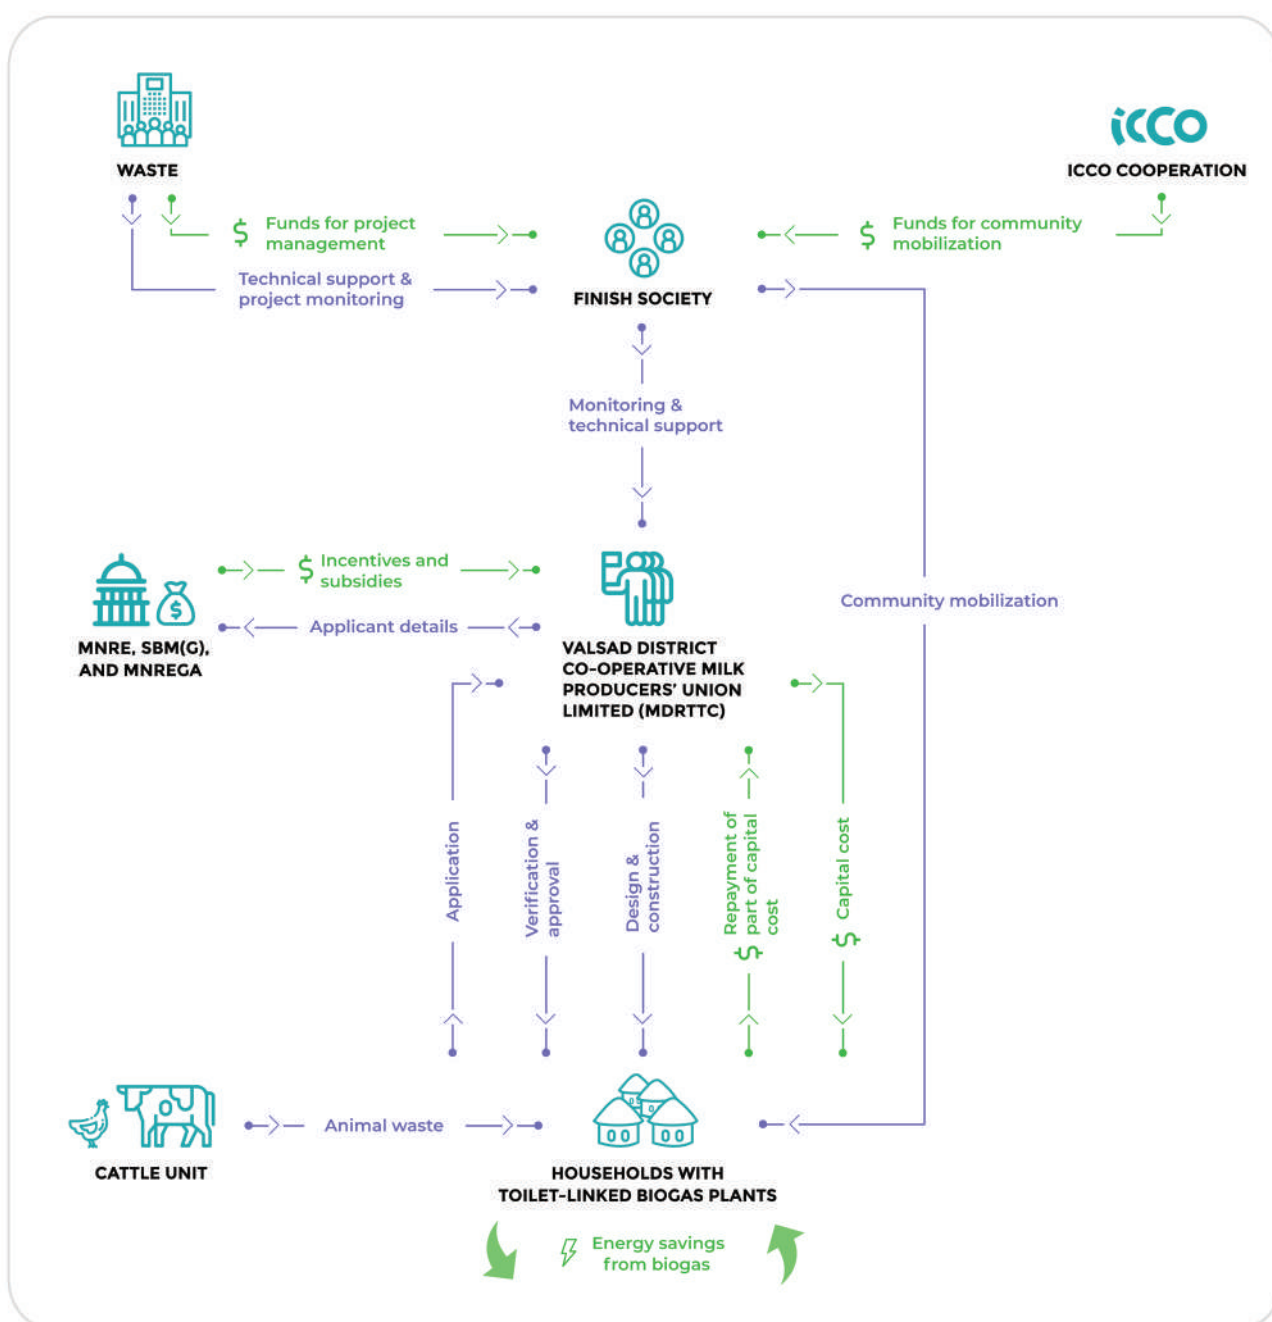 icco
WASTE
ICCO COOPERATION
$ Funds for project
management
$ Funds for community
mobilization
Technical support &
project monitoring
FINISH SOCIETY
Monitoring &
technical support
$ Incentives and
subsidies
Community mobilization
Applicant details
$
MNRE, SBM(G),
AND MNREGA
VALSAD DISTRICT
CO-OPERATIVE MILK
PRODUCERS' UNION
LIMITED (MDRTTC)
Application
Verification &
approval
Design &
construction
$ Repayment of
part of capital
cost
$ Capital cost
Animal waste
CATTLE UNIT
HOUSEHOLDS WITH
TOILET-LINKED BIOGAS PLANTS
Energy savings
from biogas